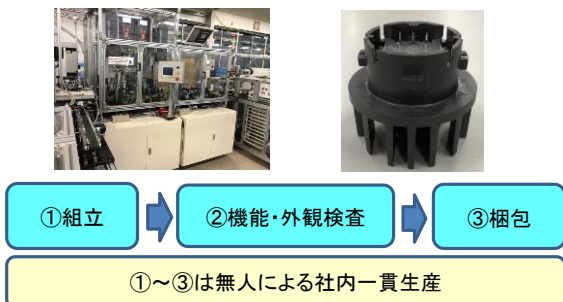 ①組立
②機能・外観検査
③梱包
①～③は無人による社内一貫生産